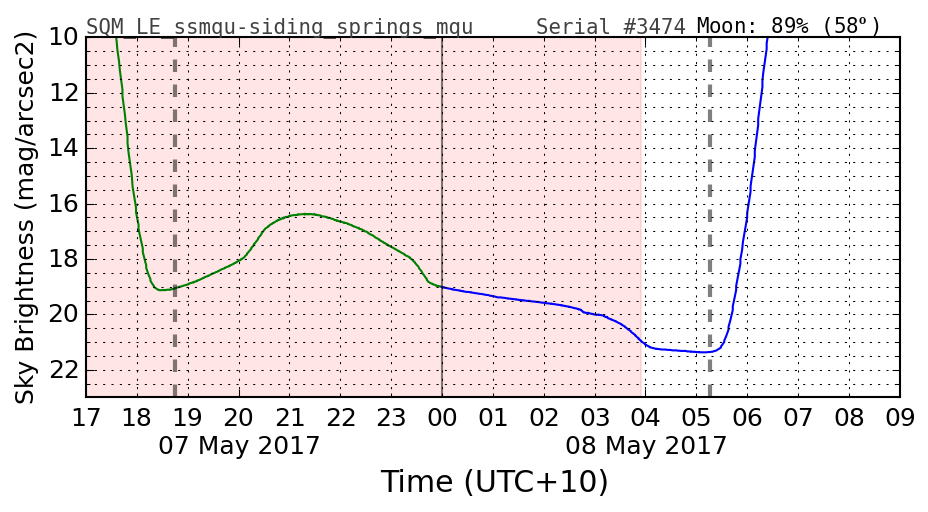 SQM_LE_ssmqu-siding_springs_mqu Serial #3474 Moon: 89% (58°)
Sky Brightness (mag/arcsec2)
10
12
14
16
18
20
22
17 18 19 20 21 22 23 00 01 02 03 04 05 06 07 08 09
07 May 2017 08 May 2017
Time (UTC+10)